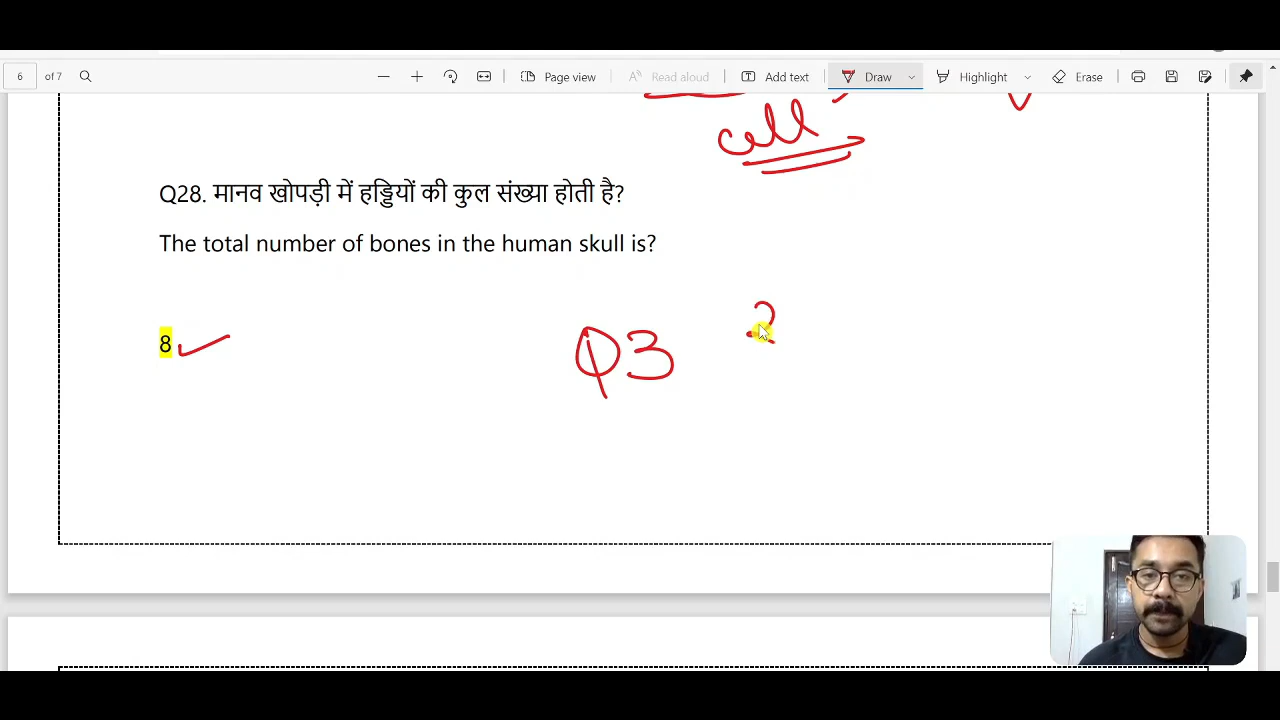 6 of 7 Page view Read aloud Add text Draw Highlight Erase
cell
Q28. मानव खोपड़ी में हड्डियों की कुल संख्या होती है?
The total number of bones in the human skull is?
8